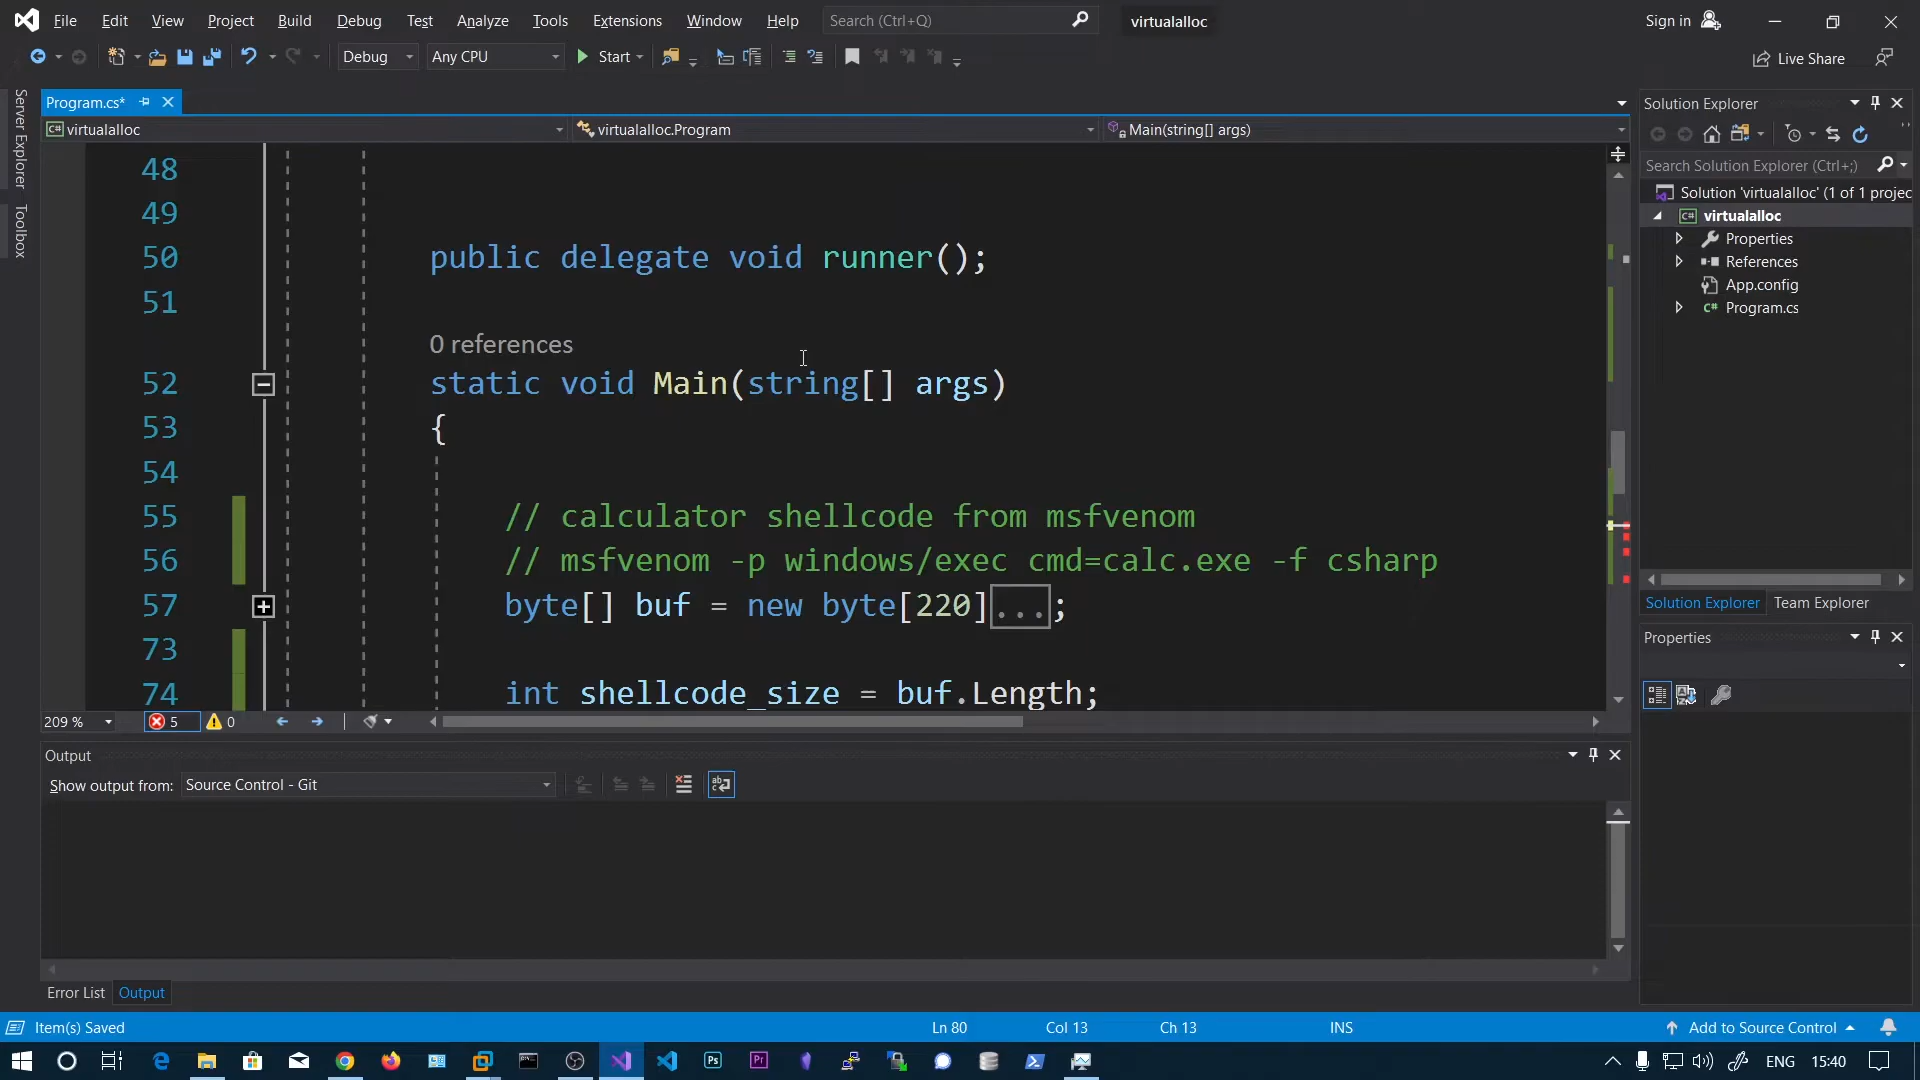 File Edit View Project Build Debug Test Analyze Tools Extensions Window Help Search (Ctrl+Q) virtualalloc Sign in
Debug Any CPU Start Live Share
Server Explorer
Toolbox
Program.cs*
virtualalloc virtualalloc.Program Main(string[] args)
48
49
50 public delegate void runner();
51
0 references
52 static void Main(string[] args)
53 {
54
55 // calculator shellcode from msfvenom
56 // msfvenom -p windows/exec cmd=calc.exe -f csharp
57 byte[] buf = new byte[220]...;
73
74 int shellcode_size = buf.Length;
209 % 5 0
Output
Show output from: Source Control - Git
Error List Output
Solution Explorer
Search Solution Explorer (Ctrl+;)
Solution 'virtualalloc' (1 of 1 projec
virtualalloc
Properties
References
App.config
C# Program.cs
Solution Explorer Team Explorer
Properties
Item(s) Saved Ln 80 Col 13 Ch 13 INS Add to Source Control
ENG 15:40